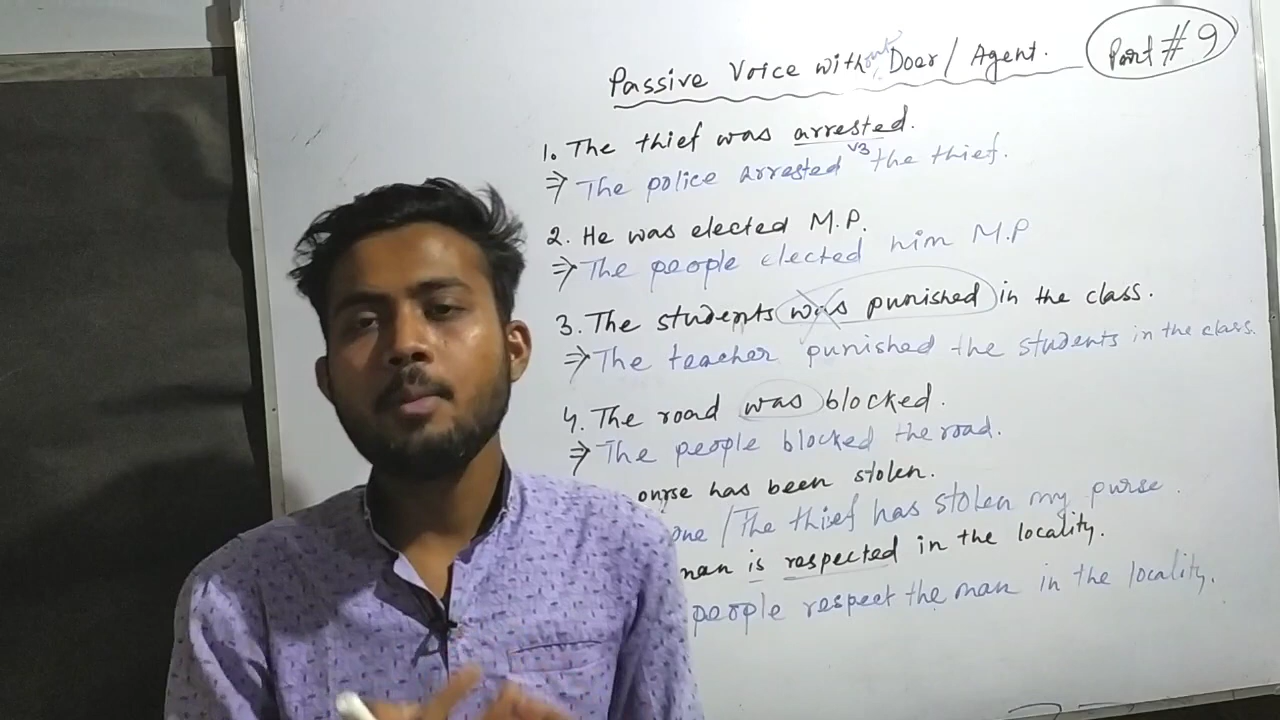 Passive Voice without Doer/Agent.
Part # 9
1. The thief was arrested.
V3
⇒ The police arrested the thief.
2. He was elected M.P.
⇒ The people elected him M.P
3. The students was punished in the class.
⇒ The teacher punished the students in the class.
4. The road was blocked.
⇒ The people blocked the road.
purse has been stolen.
one/The thief has stolen my purse.
man is respected in the locality.
people respect the man in the locality.